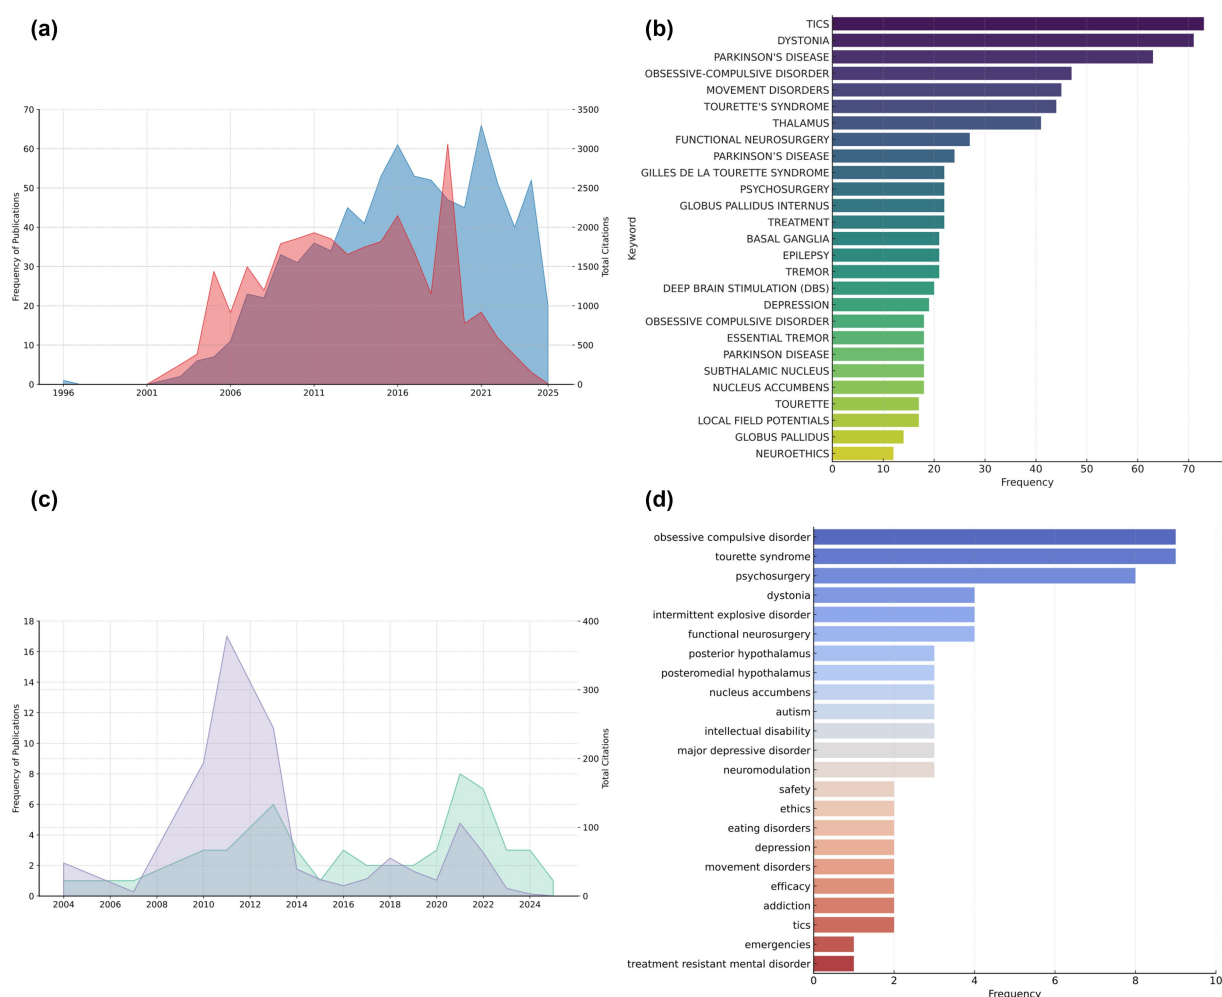 (a)
70
60
50
40
30
20
10
0
3500
3000
2500
2000
1500
1000
500
0
1996
2001
2006
2011
2016
2021
2025
Frequency of Publications
Total Citations
(b)
TICS
DYSTONIA
PARKINSON'S DISEASE
OBSESSIVE-COMPULSIVE DISORDER
MOVEMENT DISORDERS
TOURETTE'S SYNDROME
THALAMUS
FUNCTIONAL NEUROSURGERY
PARKINSON’S DISEASE
GILLES DE LA TOURETTE SYNDROME
PSYCHOSURGERY
GLOBUS PALLIDUS INTERNUS
TREATMENT
BASAL GANGLIA
EPILEPSY
TREMOR
DEEP BRAIN STIMULATION (DBS)
DEPRESSION
OBSESSIVE COMPULSIVE DISORDER
ESSENTIAL TREMOR
PARKINSON DISEASE
SUBTHALAMIC NUCLEUS
NUCLEUS ACCUMBENS
TOURETTE
LOCAL FIELD POTENTIALS
GLOBUS PALLIDUS
NEUROETHICS
Keyword
0 10 20 30 40 50 60 70
Frequency
(c)
18
16
14
12
10
8
6
4
2
0
400
300
200
100
0
2004 2006 2008 2010 2012 2014 2016 2018 2020 2022 2024
Frequency of Publications
Total Citations
(d)
obsessive compulsive disorder
tourette syndrome
psychosurgery
dystonia
intermittent explosive disorder
functional neurosurgery
posterior hypothalamus
posteromedial hypothalamus
nucleus accumbens
autism
intellectual disability
major depressive disorder
neuromodulation
safety
ethics
eating disorders
depression
movement disorders
efficacy
addiction
tics
emergencies
treatment resistant mental disorder
0 2 4 6 8 10
Frequency